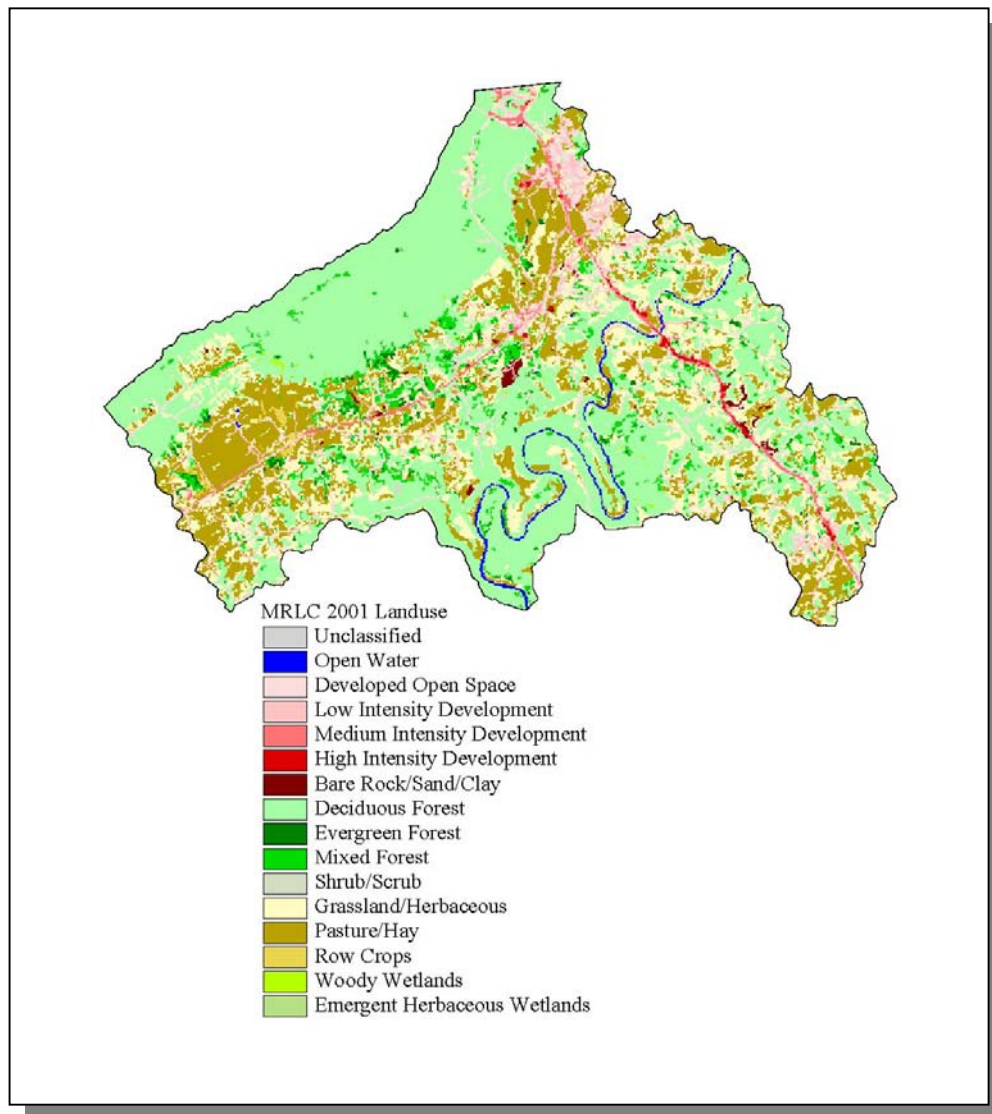 MRLC 2001 Landuse
Unclassified
Open Water
Developed Open Space
Low Intensity Development
Medium Intensity Development
High Intensity Development
Bare Rock/Sand/Clay
Deciduous Forest
Evergreen Forest
Mixed Forest
Shrub/Scrub
Grassland/Herbaceous
Pasture/Hay
Row Crops
Woody Wetlands
Emergent Herbaceous Wetlands